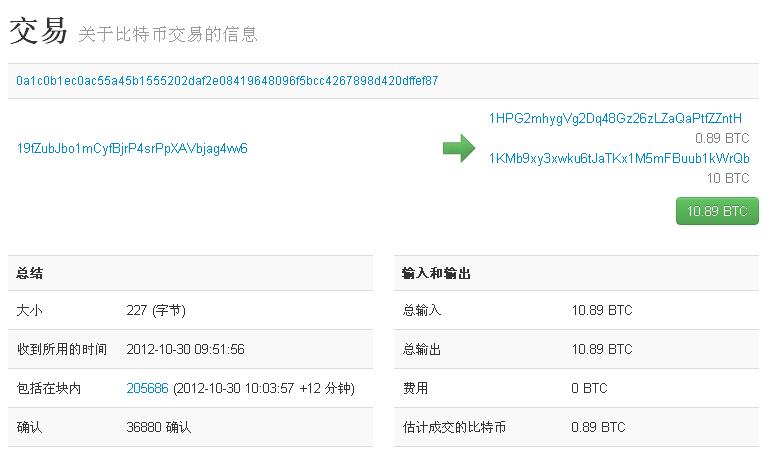 交易 关于比特币交易的信息
0a1c0b1ec0ac55a45b1555202daf2e08419648096f5bcc4267898d420dffef87
19fZubJbo1mCyfBjrP4srPpXAVbjag4vw6
1HPG2mhygVg2Dq48Gz26zLZaQaPtfZZntH
0.89 BTC
1KMb9xy3xwku6tJaTKx1M5mFBuub1kWrQb
10 BTC
10.89 BTC
总结
大小 227 (字节)
收到所用的时间 2012-10-30 09:51:56
包括在块内 205686 (2012-10-30 10:03:57 +12 分钟)
确认 36880 确认
输入和输出
总输入 10.89 BTC
总输出 10.89 BTC
费用 0 BTC
估计成交的比特币 0.89 BTC